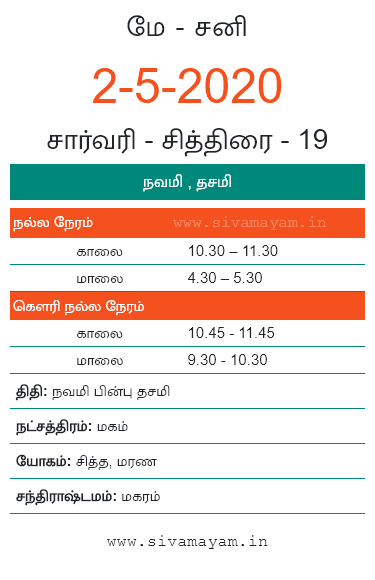 மே - சனி
2-5-2020
சார்வரி - சித்திரை - 19
நவமி , தசமி
நல்ல நேரம் www.sivamayam.in
காலை 10.30 – 11.30
மாலை 4.30 – 5.30
கௌரி நல்ல நேரம்
காலை 10.45 - 11.45
மாலை 9.30 - 10.30
திதி: நவமி பின்பு தசமி
நட்சத்திரம்: மகம்
யோகம்: சித்த, மரண
சந்திராஷ்டமம்: மகரம்
www.sivamayam.in